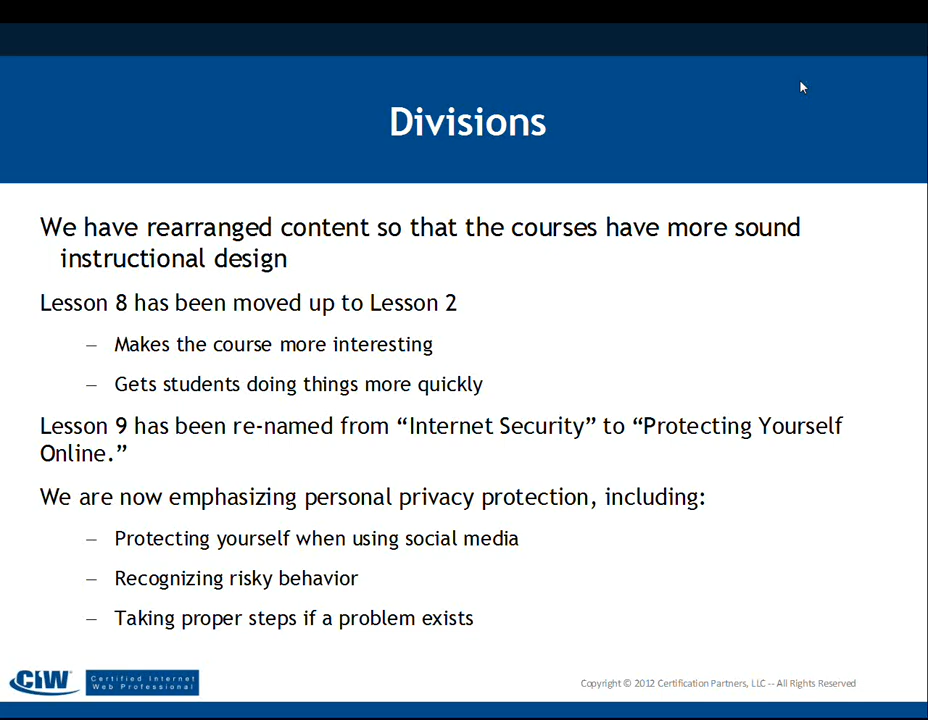 Divisions
We have rearranged content so that the courses have more sound
instructional design
Lesson 8 has been moved up to Lesson 2
– Makes the course more interesting
– Gets students doing things more quickly
Lesson 9 has been re-named from “Internet Security” to “Protecting Yourself
Online.”
We are now emphasizing personal privacy protection, including:
– Protecting yourself when using social media
– Recognizing risky behavior
– Taking proper steps if a problem exists
CIW Certified Internet
Web Professional
Copyright © 2012 Certification Partners, LLC -- All Rights Reserved